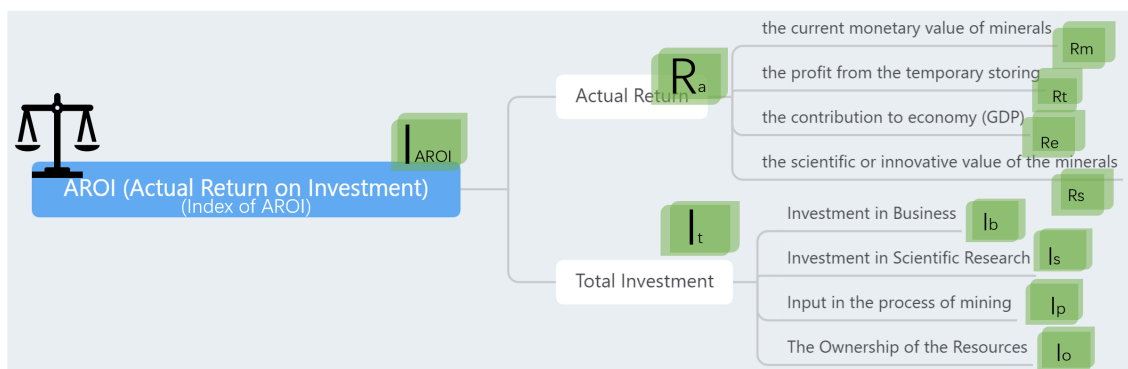 the current monetary value of minerals
Rm
the profit from the temporary storing
Rt
Actual Return
Ra
the contribution to economy (GDP)
Re
the scientific or innovative value of the minerals
Rs
I AROI
AROI (Actual Return on Investment)
(Index of AROI)
It
Total Investment
Investment in Business
Ib
Investment in Scientific Research
Is
Input in the process of mining
Ip
The Ownership of the Resources
Io